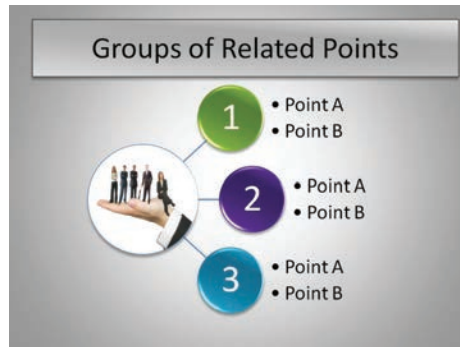 Groups of Related Points
1
• Point A
• Point B
2
• Point A
• Point B
3
• Point A
• Point B